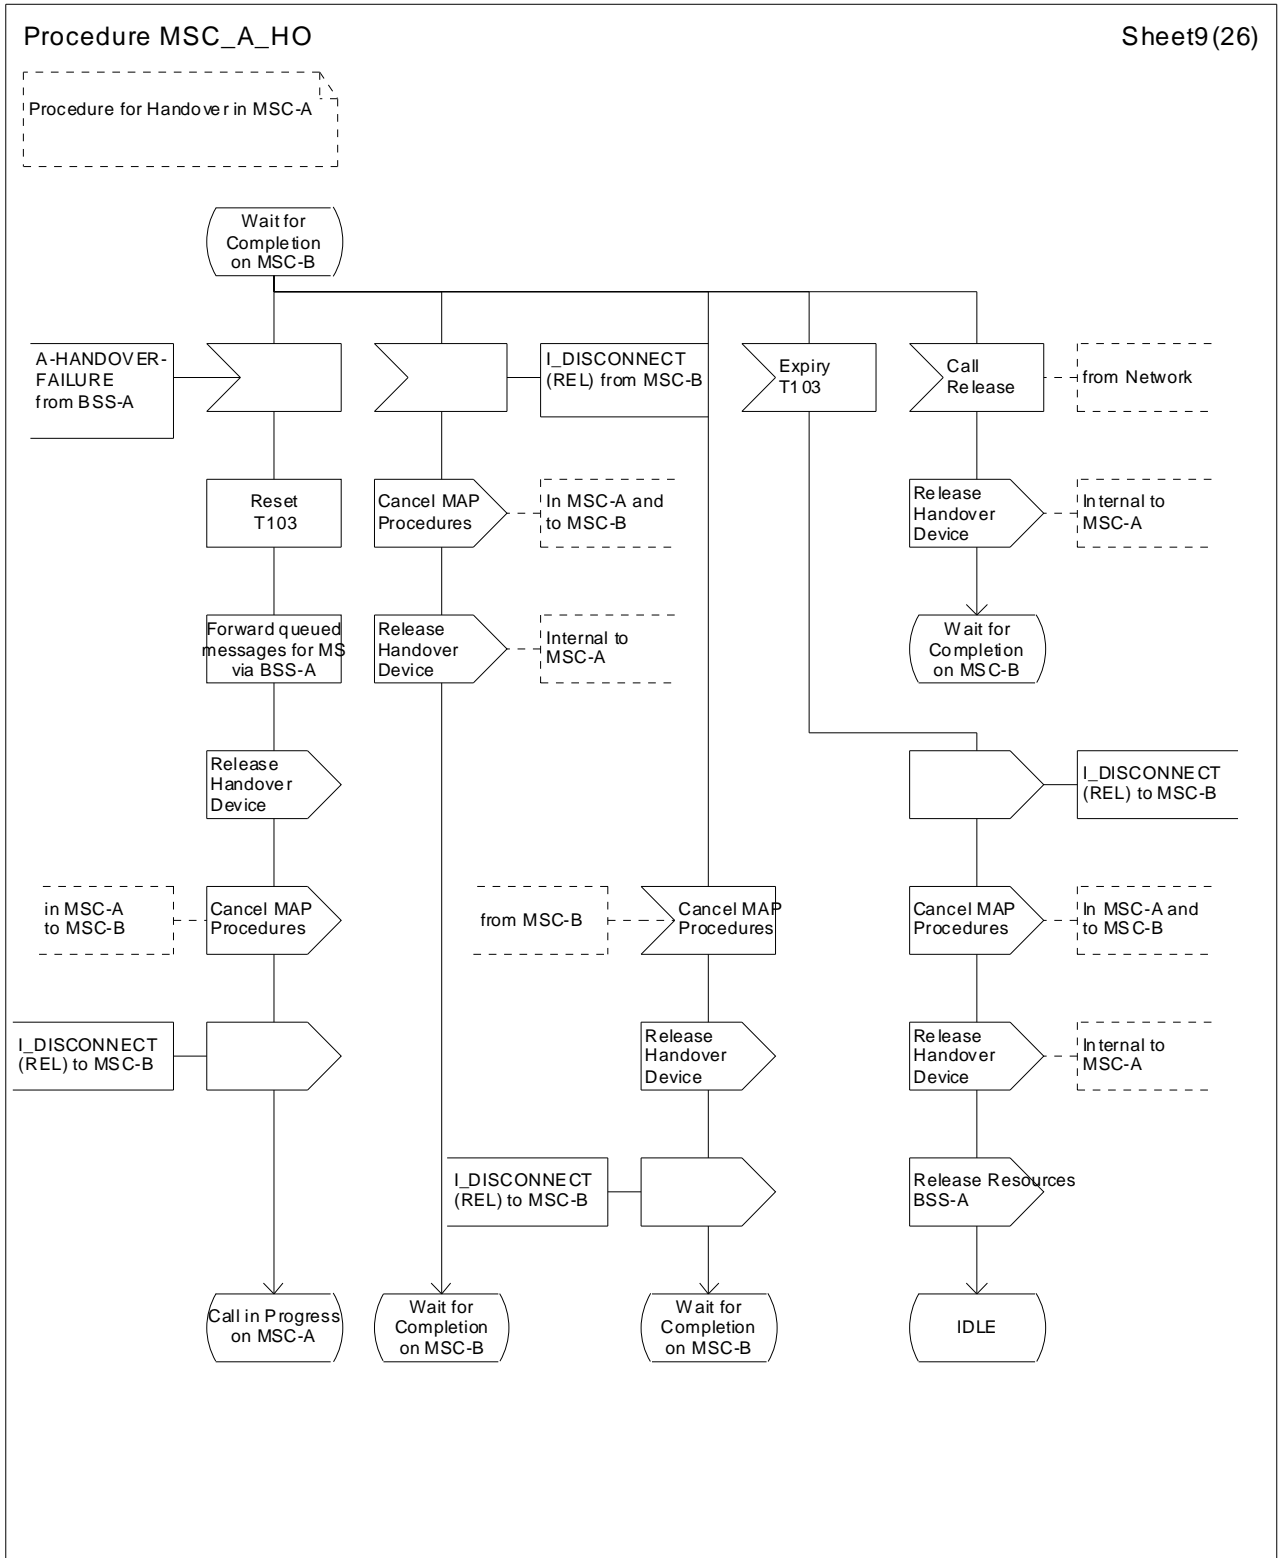 Procedure MSC_A_HO
Sheet9(26)
Procedure for Handover in MSC-A
Wait for
Completion
on MSC-B
A-HANDOVER-
FAILURE
from BSS-A
I_DISCONNECT
(REL) from MSC-B
Expiry
T103
Call
Release
from Network
Reset
T103
Cancel MAP
Procedures
In MSC-A and
to MSC-B
Release
Handover
Device
Internal to
MSC-A
Forward queued
messages for MS
via BSS-A
Release
Handover
Device
Internal to
MSC-A
Wait for
Completion
on MSC-B
Release
Handover
Device
I_DISCONNECT
(REL) to MSC-B
in MSC-A
to MSC-B
Cancel MAP
Procedures
from MSC-B
Cancel MAP
Procedures
Cancel MAP
Procedures
In MSC-A and
to MSC-B
I_DISCONNECT
(REL) to MSC-B
Release
Handover
Device
Release
Handover
Device
Internal to
MSC-A
I_DISCONNECT
(REL) to MSC-B
Release Resources
BSS-A
Call in Progress
on MSC-A
Wait for
Completion
on MSC-B
Wait for
Completion
on MSC-B
IDLE